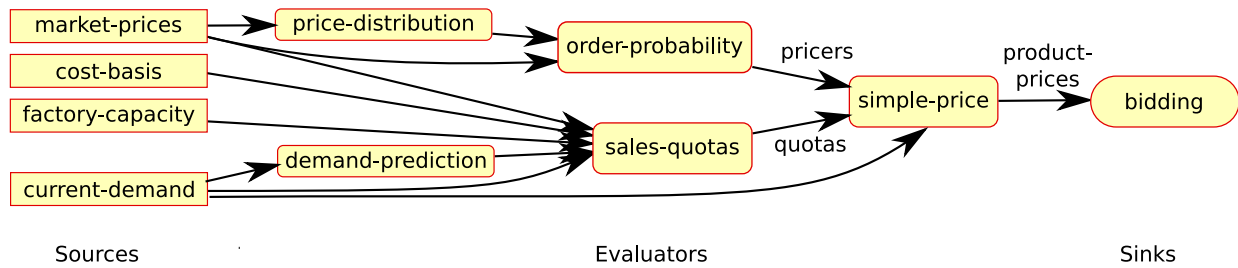 market-prices
price-distribution
order-probability
cost-basis
factory-capacity
demand-prediction
current-demand
sales-quotas
pricers
quotas
simple-price
product-
prices
bidding
Sources
Evaluators
Sinks